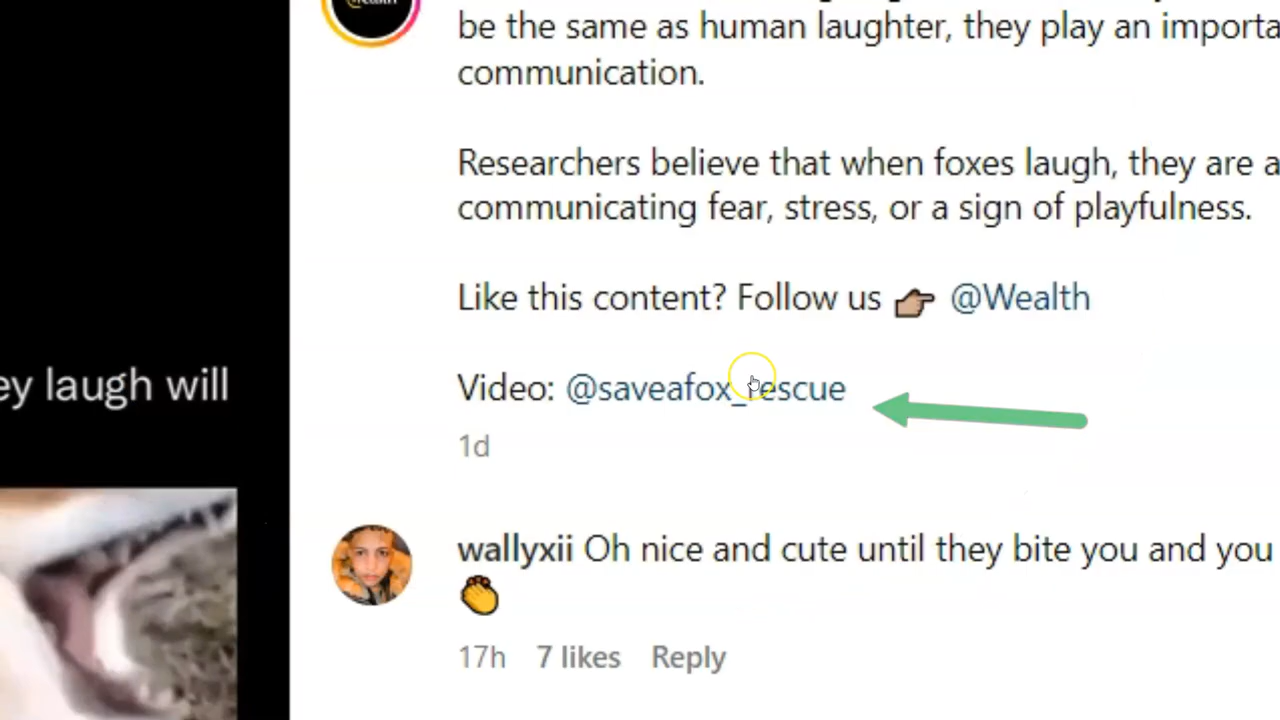 be the same as human laughter, they play an importa
communication.
Researchers believe that when foxes laugh, they are a
communicating fear, stress, or a sign of playfulness.
Like this content? Follow us 👉🏽 @Wealth
ey laugh will
Video: @saveafox_rescue
1d
wallyxii Oh nice and cute until they bite you and you
👏
17h 7 likes Reply